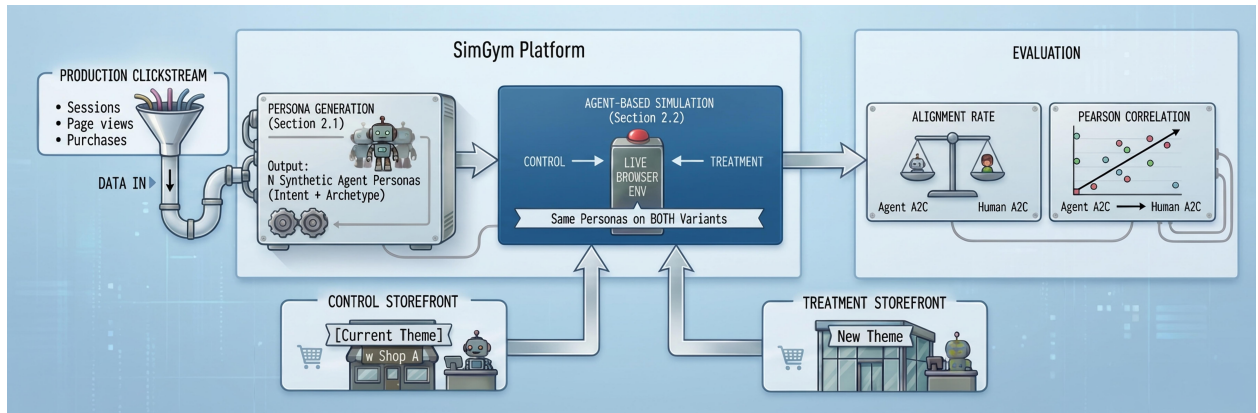 SimGym Platform
EVALUATION
PRODUCTION CLICKSTREAM
• Sessions
• Page views
• Purchases
DATA IN
PERSONA GENERATION
(Section 2.1)
Output:
N Synthetic Agent Personas
(Intent + Archetype)
AGENT-BASED SIMULATION
(Section 2.2)
CONTROL
LIVE
BROWSER
ENV
TREATMENT
Same Personas on BOTH Variants
ALIGNMENT RATE
Agent A2C
Human A2C
PEARSON CORRELATION
Agent A2C
Human A2C
CONTROL STOREFRONT
[Current Theme]
w Shop A
TREATMENT STOREFRONT
New Theme